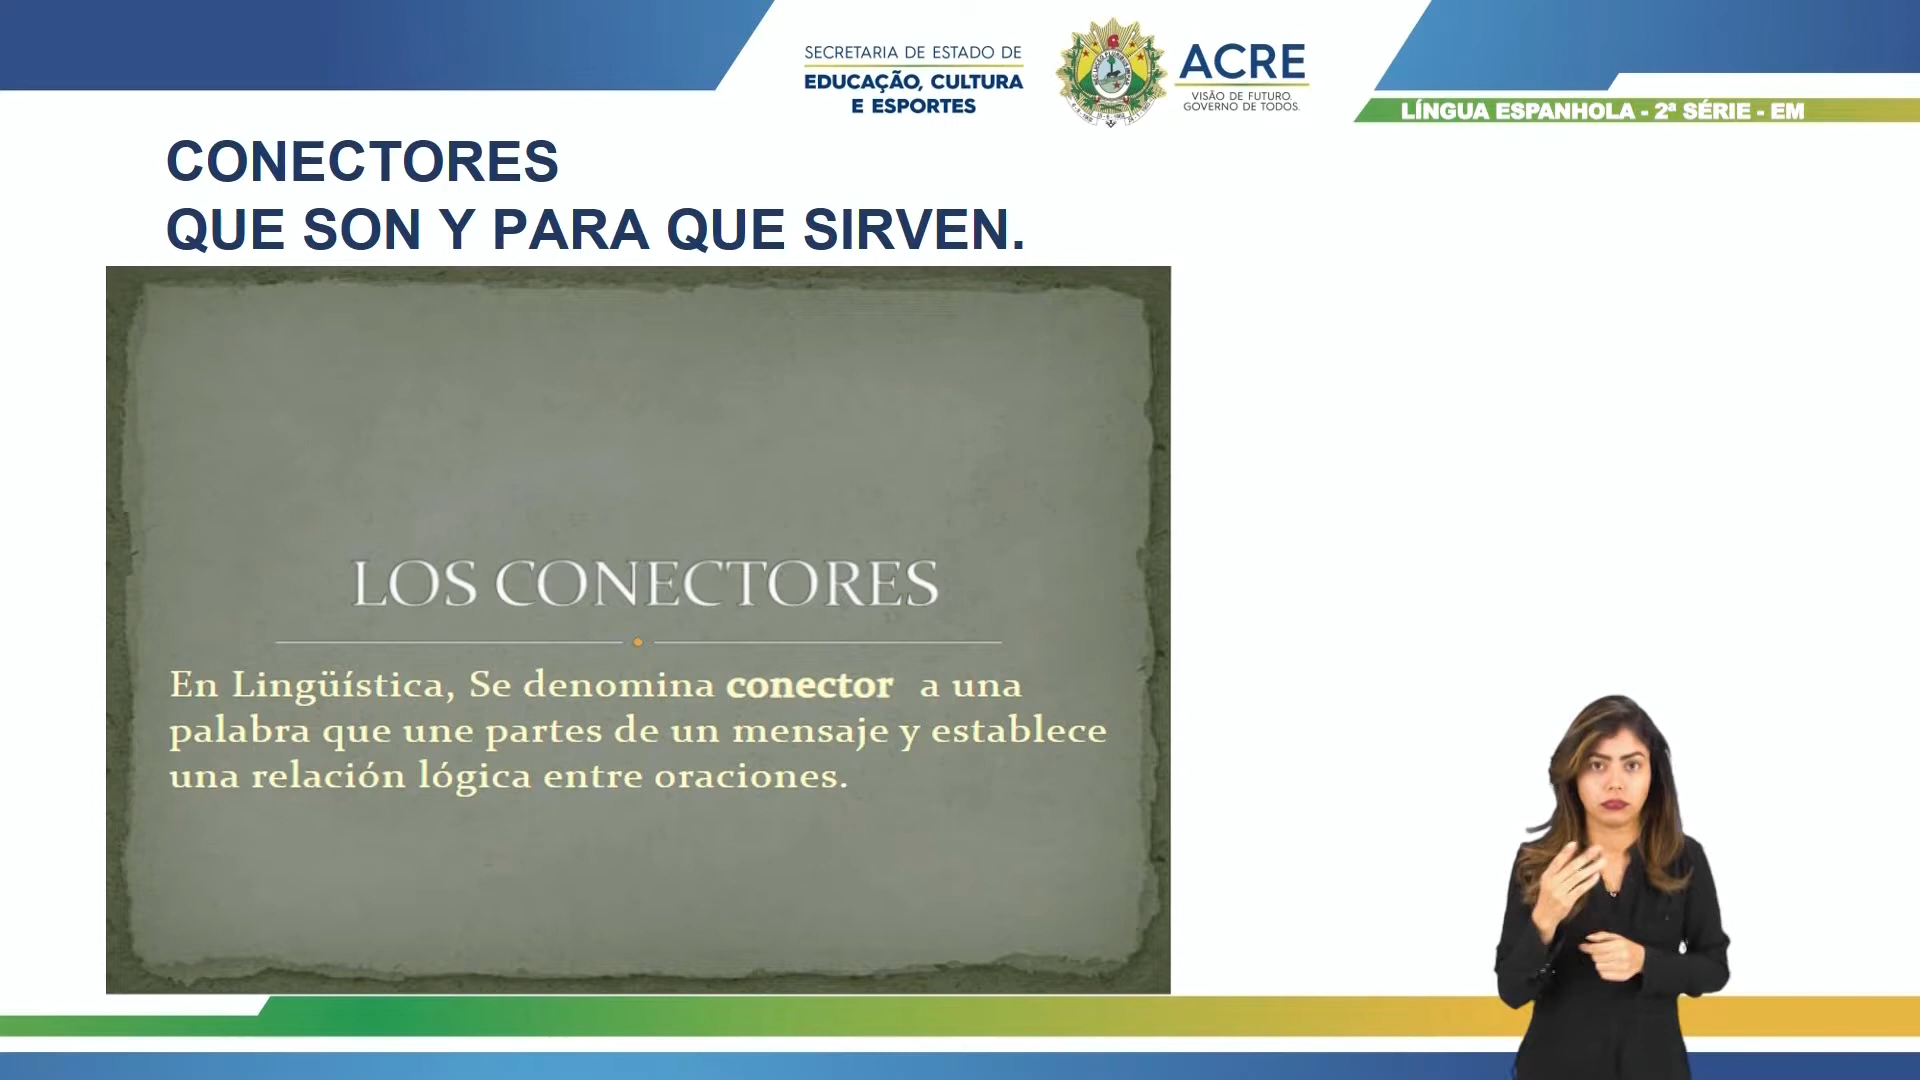 SECRETARIA DE ESTADO DE
EDUCAÇÃO, CULTURA
E ESPORTES
ACRE
VISÃO DE FUTURO.
GOVERNO DE TODOS.
LÍNGUA ESPANHOLA - 2ª SÉRIE - EM
CONECTORES
QUE SON Y PARA QUE SIRVEN.
LOS CONECTORES
En Lingüística, Se denomina conector a una
palabra que une partes de un mensaje y establece
una relación lógica entre oraciones.